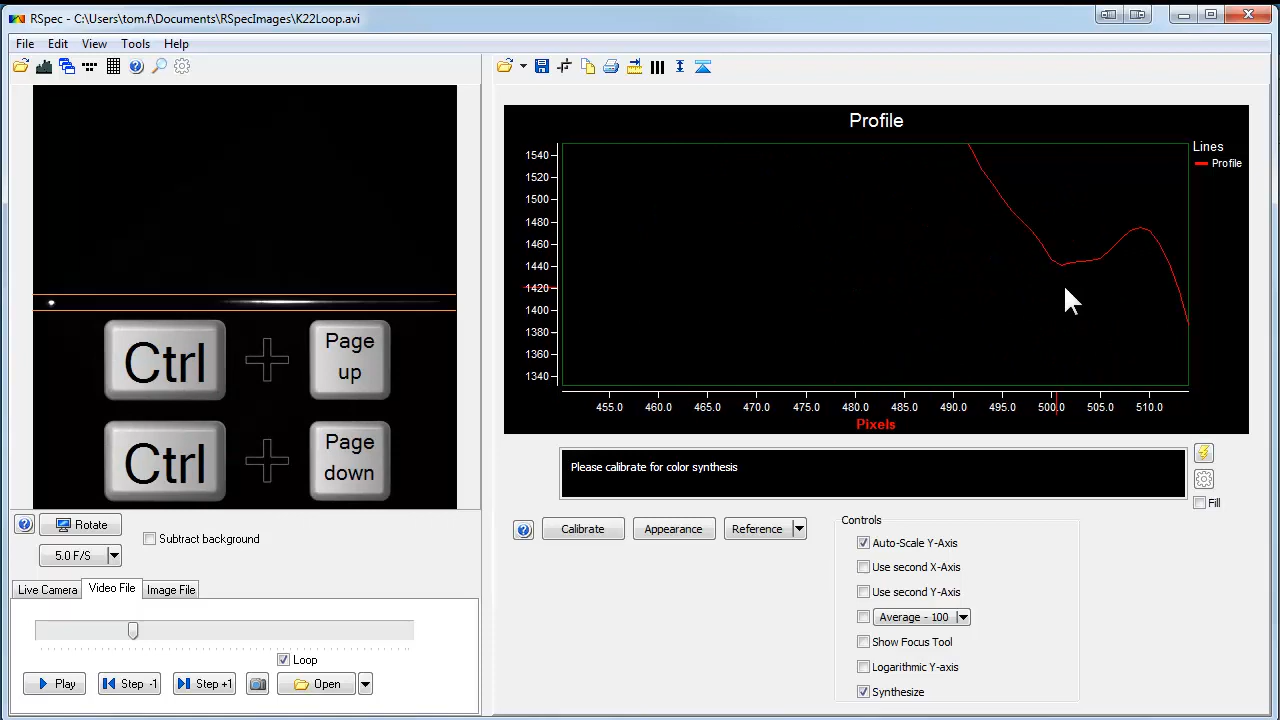 RSpec - C:\Users\tom.f\Documents\RSpecImages\K22Loop.avi
File Edit View Tools Help
Profile
Lines
Profile
1540
1520
1500
1480
1460
1440
1420
1400
1380
1360
1340
455.0 460.0 465.0 470.0 475.0 480.0 485.0 490.0 495.0 500.0 505.0 510.0
Pixels
Ctrl
Page
up
Ctrl
Page
down
Please calibrate for color synthesis
Fill
Rotate
Subtract background
5.0 F/S
Live Camera Video File Image File
Loop
Play Step -1 Step +1 Open
Calibrate Appearance Reference
Controls
Auto-Scale Y-Axis
Use second X-Axis
Use second Y-Axis
Average - 100
Show Focus Tool
Logarithmic Y-axis
Synthesize